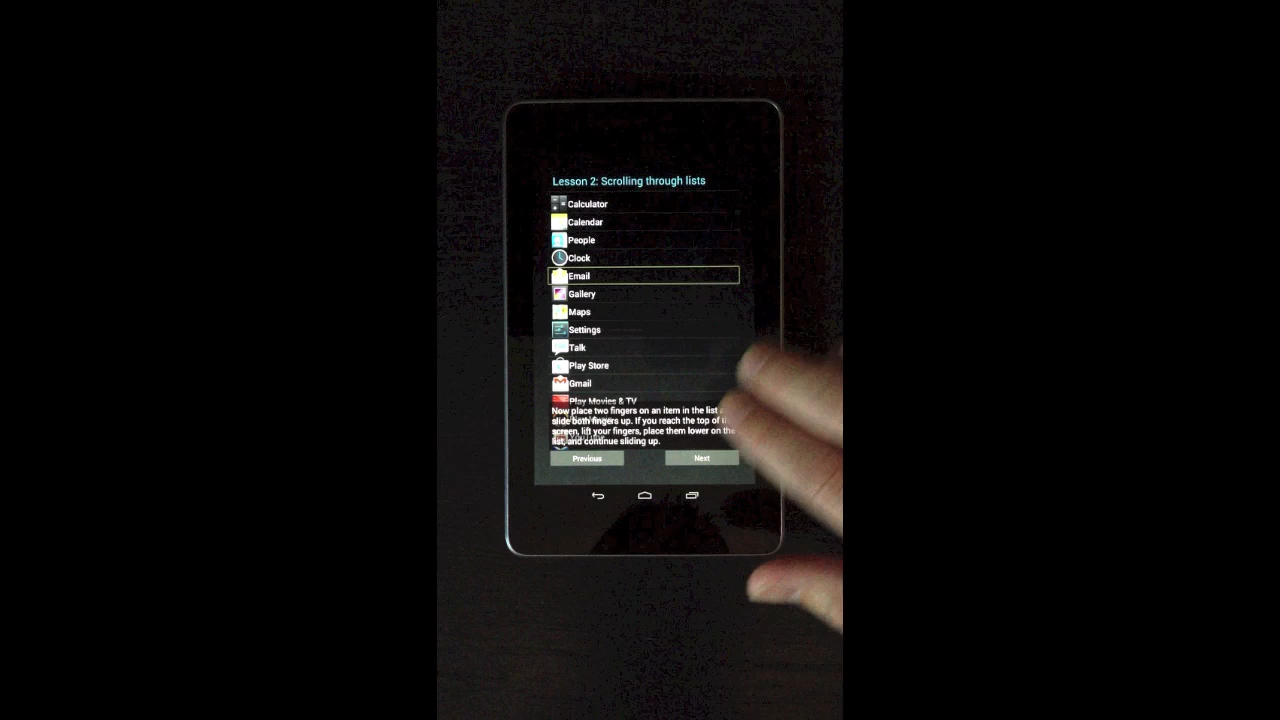 Lesson 2: Scrolling through lists
Calculator
Calendar
People
Clock
Email
Gallery
Maps
Settings
Talk
Play Store
Gmail
Play Movies & TV
Now place two fingers on an item in the list
slide both fingers up. If you reach the top of
screen, lift your fingers, place them lower on the
list, and continue sliding up.
Previous
Next